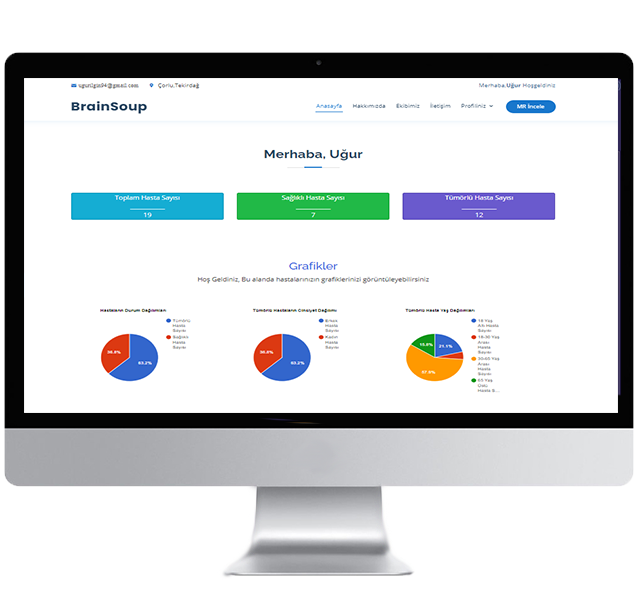 ugurilgin94@gmail.com
Çorlu,Tekirdağ
Merhaba,Uğur Hoşgeldiniz
BrainSoup
Anasayfa
Hakkımızda
Ekibimiz
İletişim
Profiliniz
MR İncele
Merhaba, Uğur
Toplam Hasta Sayısı
19
Sağlıklı Hasta Sayısı
7
Tümörlü Hasta Sayısı
12
Grafikler
Hoş Geldiniz, Bu alanda hastalarınızın grafiklerinizi görüntüleyebilirsiniz
Hastaların Durum Dağılımları
Tümörlü
Hasta
Sayısı
Sağlıklı
Hasta
Sayısı
36.8%
63.2%
Tümörlü Hastaların Cinsiyet Dağılımı
Erkek
Hasta
Sayısı
Kadın
Hasta
Sayısı
36.8%
63.2%
Tümörlü Hasta Yaş Dağılımları
18 Yaş
Altı Hasta
Sayısı
18-30 Yaş
Arası
Hasta
Sayısı
30-65 Yaş
Arası
Hasta
Sayısı
65 Yaş
Üstü
Hasta S...
15.8%
21.1%
57.9%